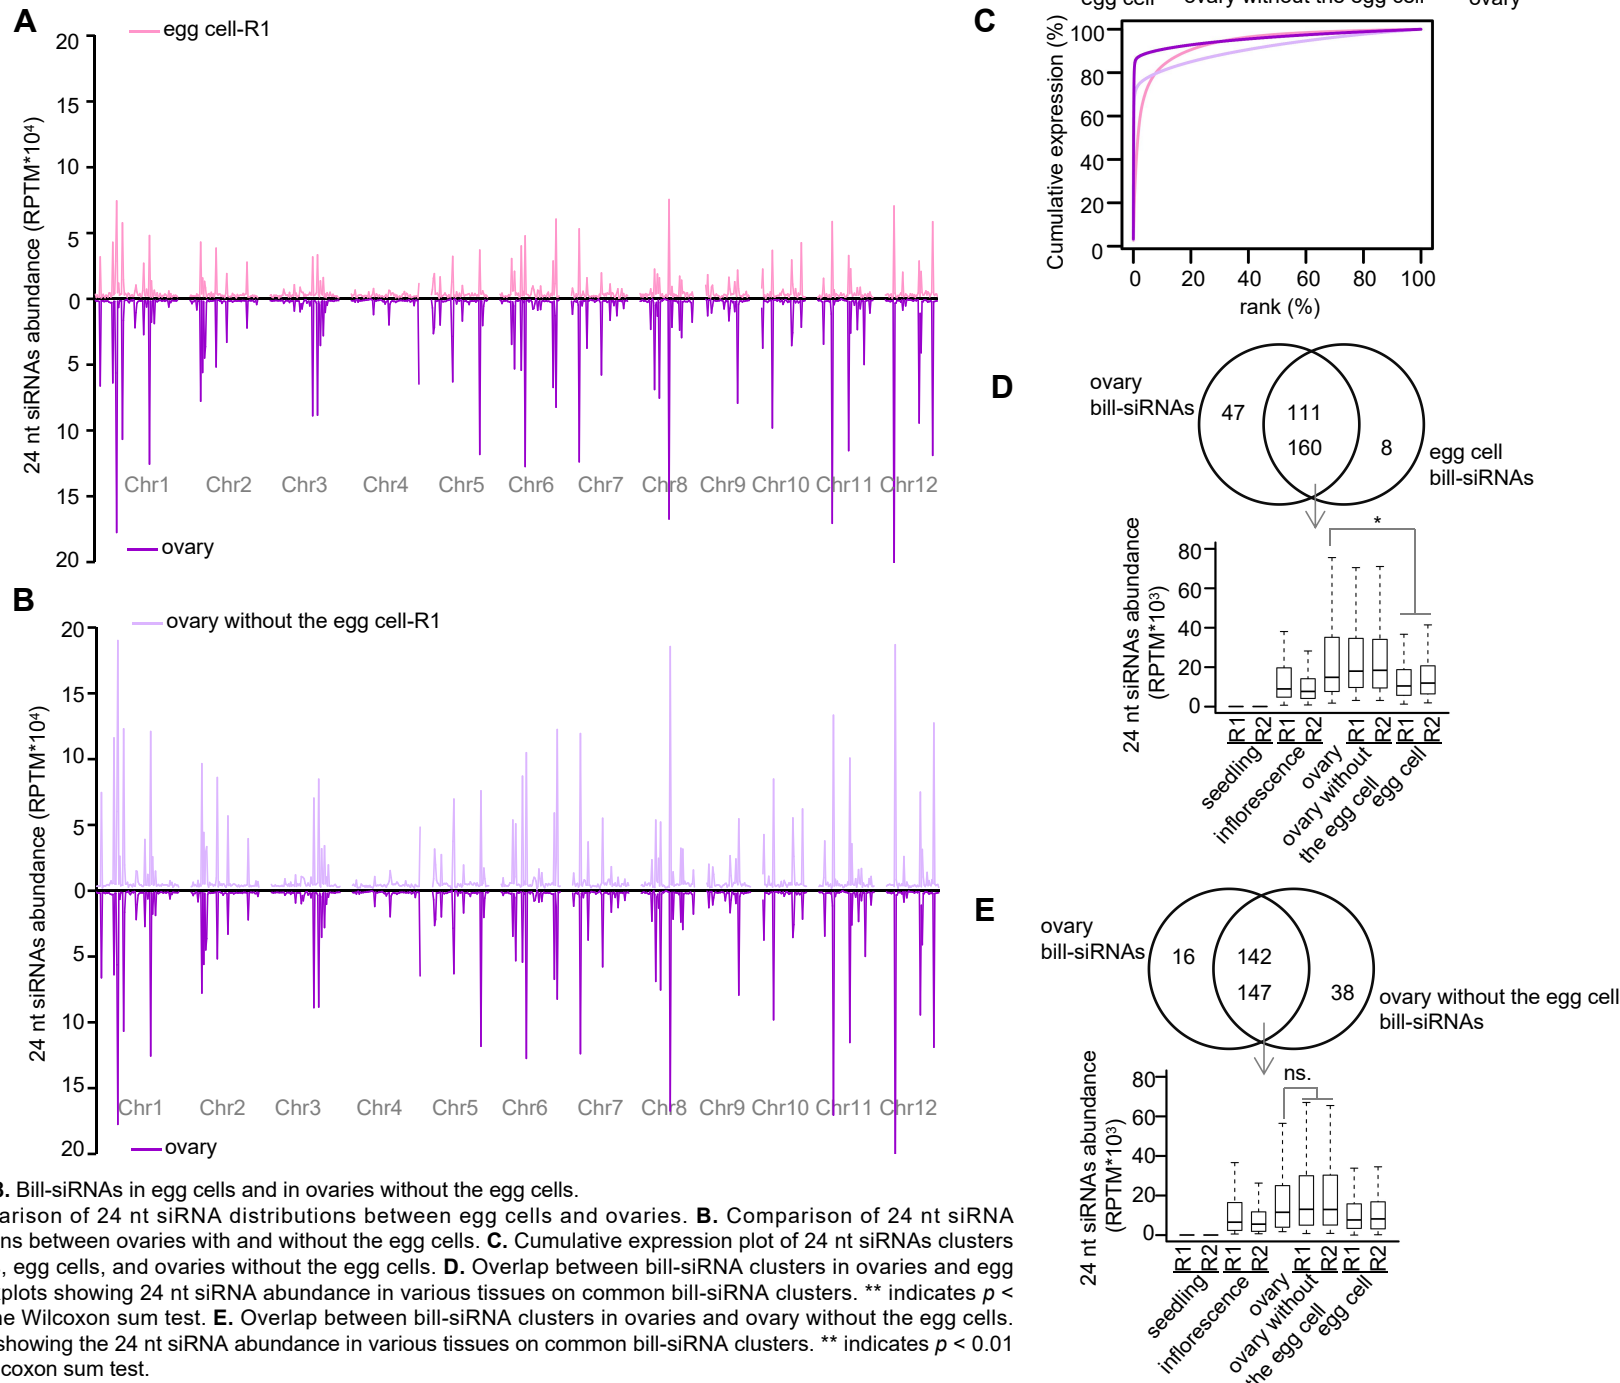 A
egg cell-R1
20
15
10
5
0
5
10
15
20
24 nt siRNAs abundance (RPTM*10⁴)
Chr1 Chr2 Chr3 Chr4 Chr5 Chr6 Chr7 Chr8 Chr9 Chr10 Chr11 Chr12
ovary
B
ovary without the egg cell-R1
20
15
10
5
0
5
10
15
20
24 nt siRNAs abundance (RPTM*10⁴)
Chr1 Chr2 Chr3 Chr4 Chr5 Chr6 Chr7 Chr8 Chr9 Chr10 Chr11 Chr12
ovary
egg cell ovary without the egg cell ovary
C
Cumulative expression (%)
100
80
60
40
20
0
0 20 40 60 80 100
rank (%)
D
ovary
bill-siRNAs
47
111
160
8
egg cell
bill-siRNAs
*
24 nt siRNAs abundance
(RPTM*10³)
80
60
40
20
0
R1 R2 R1 R2 R1 R2 R1 R2
seedling
inflorescence
ovary
ovary without
the egg cell
egg cell
E
ovary
bill-siRNAs
16
142
147
38
ovary without the egg cell
bill-siRNAs
ns.
24 nt siRNAs abundance
(RPTM*10³)
80
60
40
20
0
R1 R2 R1 R2 R1 R2 R1 R2
seedling
inflorescence
ovary
ovary without
the egg cell
egg cell
. Bill-siRNAs in egg cells and in ovaries without the egg cells.
arison of 24 nt siRNA distributions between egg cells and ovaries. B. Comparison of 24 nt siRNA
ns between ovaries with and without the egg cells. C. Cumulative expression plot of 24 nt siRNAs clusters
, egg cells, and ovaries without the egg cells. D. Overlap between bill-siRNA clusters in ovaries and egg
plots showing 24 nt siRNA abundance in various tissues on common bill-siRNA clusters. ** indicates p <
e Wilcoxon sum test. E. Overlap between bill-siRNA clusters in ovaries and ovary without the egg cells.
showing the 24 nt siRNA abundance in various tissues on common bill-siRNA clusters. ** indicates p < 0.01
coxon sum test.